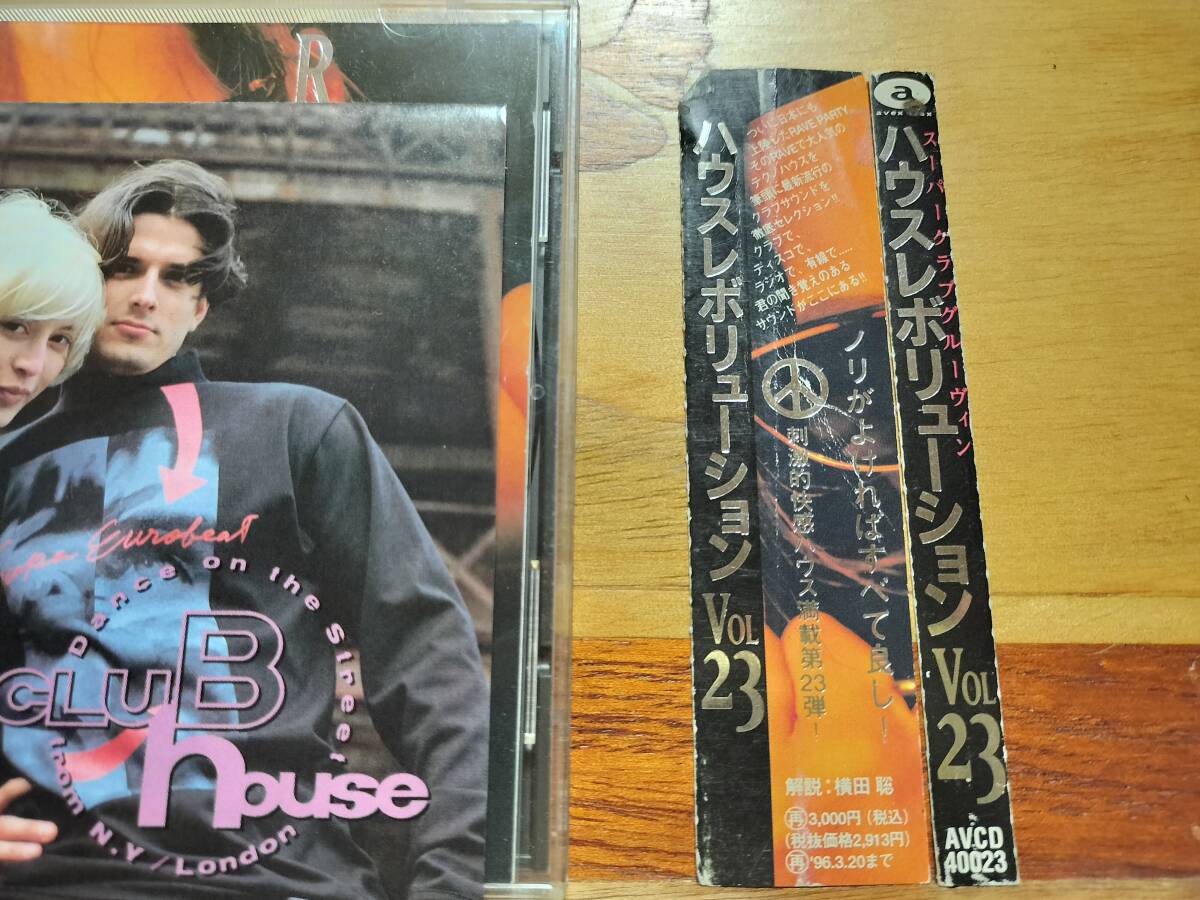 R
Eurobeat
Dance on the Street
CLUB
house
from N.Y/London
ハウスレボリューション VOL 23
ついに日本にも
上陸したRAVE PARTY
そのRAVEで大人気の
テクノハウスを
筆頭に最新流行の
クラブサウンドを
徹底セレクション!!
クラブで、
ディスコで、
ラジオで、有線で……
君の聞き覚えのある
サウンドがここにある!!
ノリがよければすべて良し!
刺激的快感ハウス満載第23弾!
解説:横田 聡
再3,000円(税込)
(税抜価格2,913円)
再'96.3.20まで
a
avex trax
スーパークラブグルーヴィン
ハウスレボリューション VOL 23
AVCD
40023